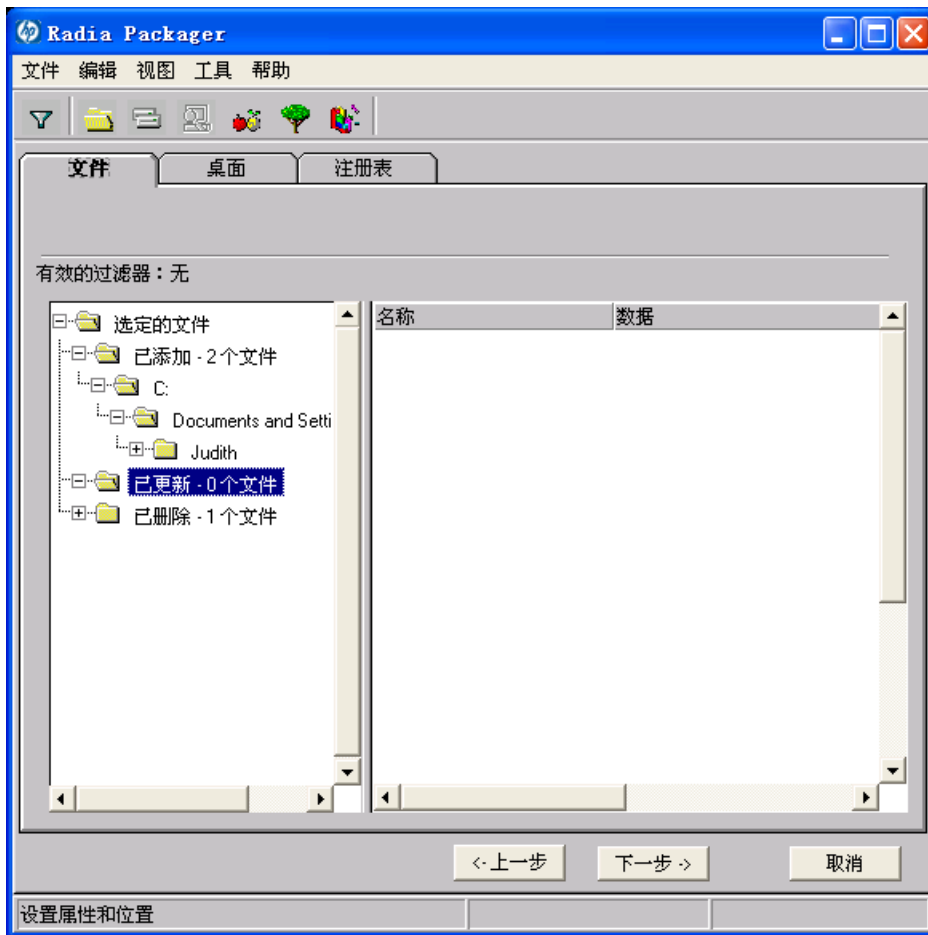 Radia Packager
文件 编辑 视图 工具 帮助
文件 桌面 注册表
有效的过滤器：无
选定的文件
已添加 - 2 个文件
C:
Documents and Setti
Judith
已更新 - 0 个文件
已删除 - 1 个文件
名称 数据
<- 上一步 下一步 -> 取消
设置属性和位置